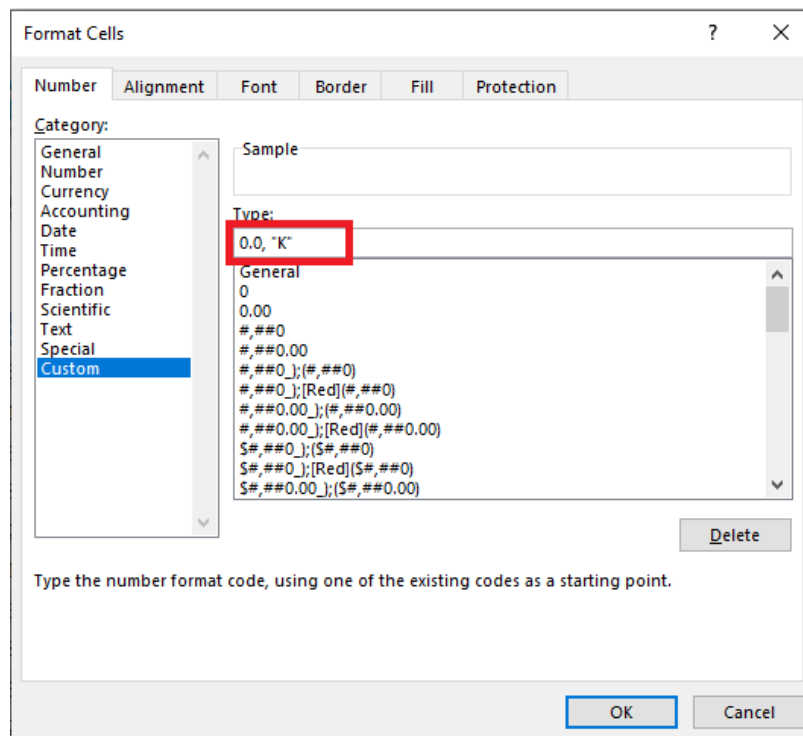 Format Cells ?
Number Alignment Font Border Fill Protection
Category:
General
Number
Currency
Accounting
Date
Time
Percentage
Fraction
Scientific
Text
Special
Custom
Sample
Type:
0.0, "K"
General
0
0.00
#,##0
#,##0.00
#,##0_);(#,##0)
#,##0_);[Red](#,##0)
#,##0.00_);(#,##0.00)
#,##0.00_);[Red](#,##0.00)
$#,##0_);($#,##0)
$#,##0_);[Red]($#,##0)
$#,##0.00_);($#,##0.00)
Delete
Type the number format code, using one of the existing codes as a starting point.
OK Cancel